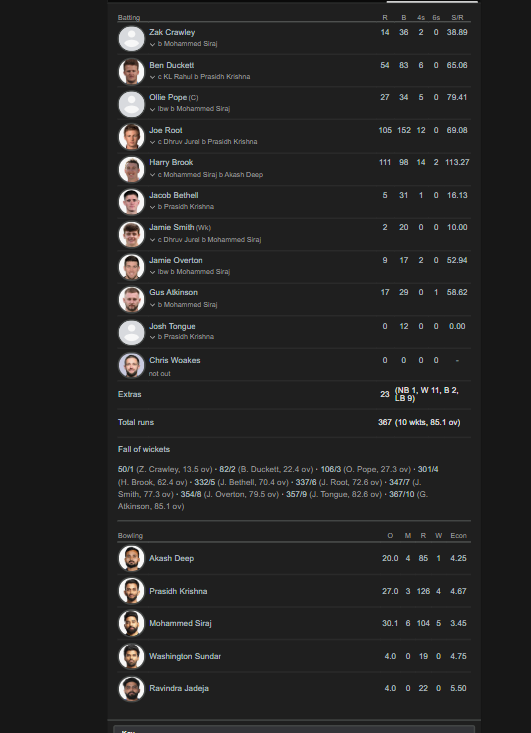 Batting R B 4s 6s S/R
Zak Crawley 14 36 2 0 38.89
b Mohammed Siraj
Ben Duckett 54 83 6 0 65.06
c KL Rahul b Prasidh Krishna
Ollie Pope (C) 27 34 5 0 79.41
lbw b Mohammed Siraj
Joe Root 105 152 12 0 69.08
c Dhruv Jurel b Prasidh Krishna
Harry Brook 111 98 14 2 113.27
c Mohammed Siraj b Akash Deep
Jacob Bethell 5 31 1 0 16.13
b Prasidh Krishna
Jamie Smith (Wk) 2 20 0 0 10.00
c Dhruv Jurel b Mohammed Siraj
Jamie Overton 9 17 2 0 52.94
lbw b Mohammed Siraj
Gus Atkinson 17 29 0 1 58.62
b Mohammed Siraj
Josh Tongue 0 12 0 0 0.00
b Prasidh Krishna
Chris Woakes 0 0 0 0 -
not out
Extras 23 (NB 1, W 11, B 2,
LB 9)
Total runs 367 (10 wkts, 85.1 ov)
Fall of wickets
50/1 (Z. Crawley, 13.5 ov) • 82/2 (B. Duckett, 22.4 ov) • 106/3 (O. Pope, 27.3 ov) • 301/4
(H. Brook, 62.4 ov) • 332/5 (J. Bethell, 70.4 ov) • 337/6 (J. Root, 72.6 ov) • 347/7 (J.
Smith, 77.3 ov) • 354/8 (J. Overton, 79.5 ov) • 357/9 (J. Tongue, 82.6 ov) • 367/10 (G.
Atkinson, 85.1 ov)
Bowling O M R W Econ
Akash Deep 20.0 4 85 1 4.25
Prasidh Krishna 27.0 3 126 4 4.67
Mohammed Siraj 30.1 6 104 5 3.45
Washington Sundar 4.0 0 19 0 4.75
Ravindra Jadeja 4.0 0 22 0 5.50